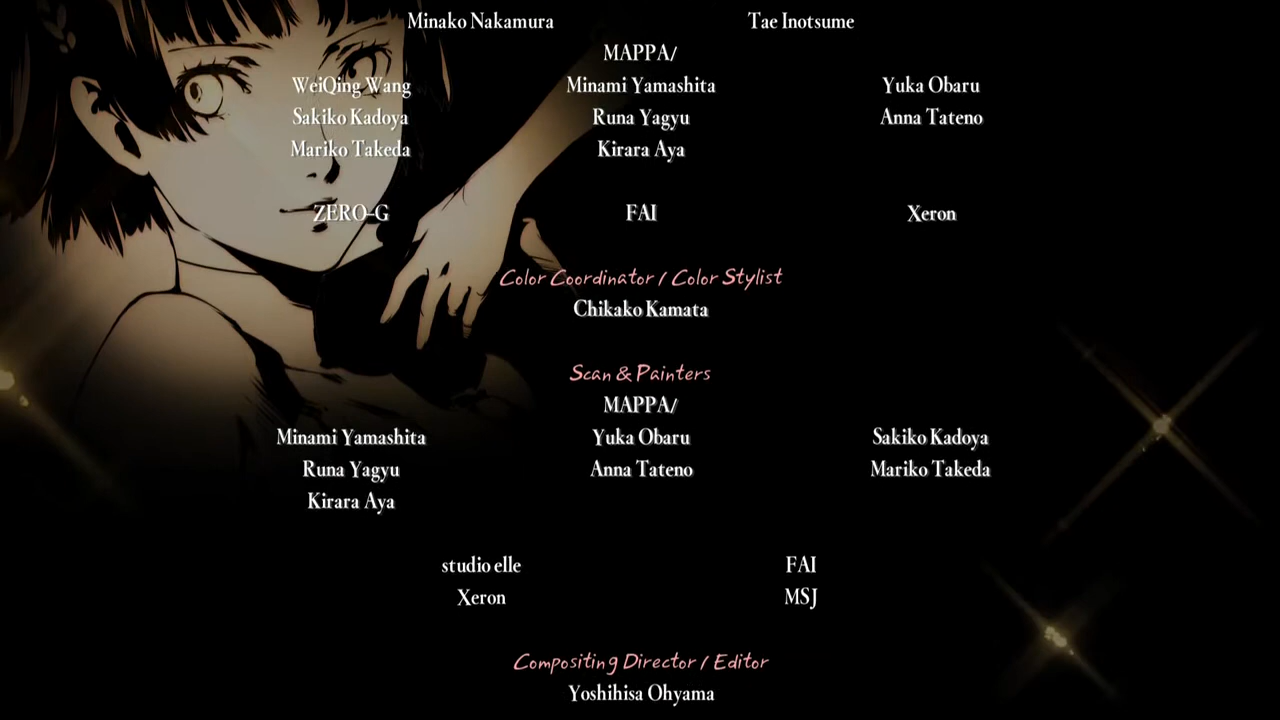 Minako Nakamura Tae Inotsume
MAPPA/
WeiQing Wang Minami Yamashita Yuka Obaru
Sakiko Kadoya Runa Yagyu Anna Tateno
Mariko Takeda Kirara Aya
ZERO-G FAI Xeron
Color Coordinator / Color Stylist
Chikako Kamata
Scan & Painters
MAPPA/
Minami Yamashita Yuka Obaru Sakiko Kadoya
Runa Yagyu Anna Tateno Mariko Takeda
Kirara Aya
studio elle FAI
Xeron MSJ
Compositing Director / Editor
Yoshihisa Ohyama